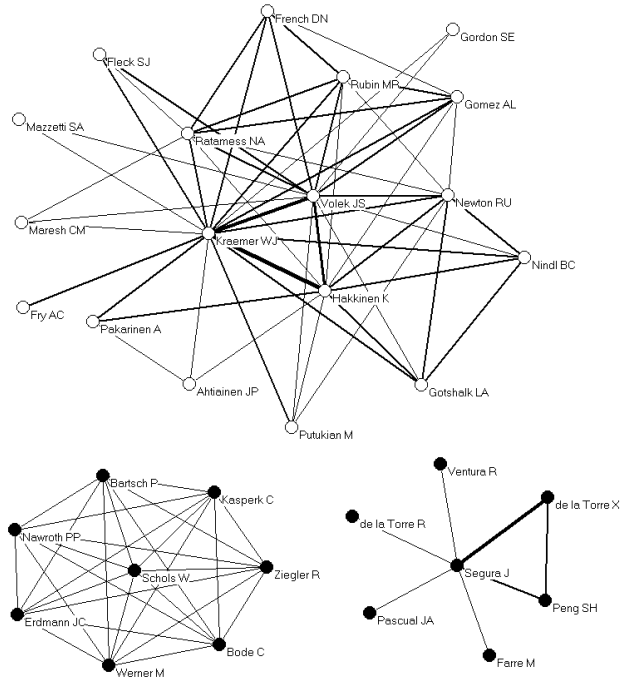 French DN
Gordon SE
Fleck SJ
Rubin MR
Gomez AL
Mazzetti SA
Ratamess NA
Volek JS
Newton RU
Maresh CM
Kraemer WJ
Nindl BC
Hakkinen K
Fry AC
Pakarinen A
Ahtiainen JP
Gotshalk LA
Putukian M
Ventura R
Bartsch P
Kasperk C
de la Torre X
de la Torre R
Nawroth PP
Schols W
Ziegler R
Segura J
Peng SH
Pascual JA
Erdmann JC
Bode C
Farre M
Werner M